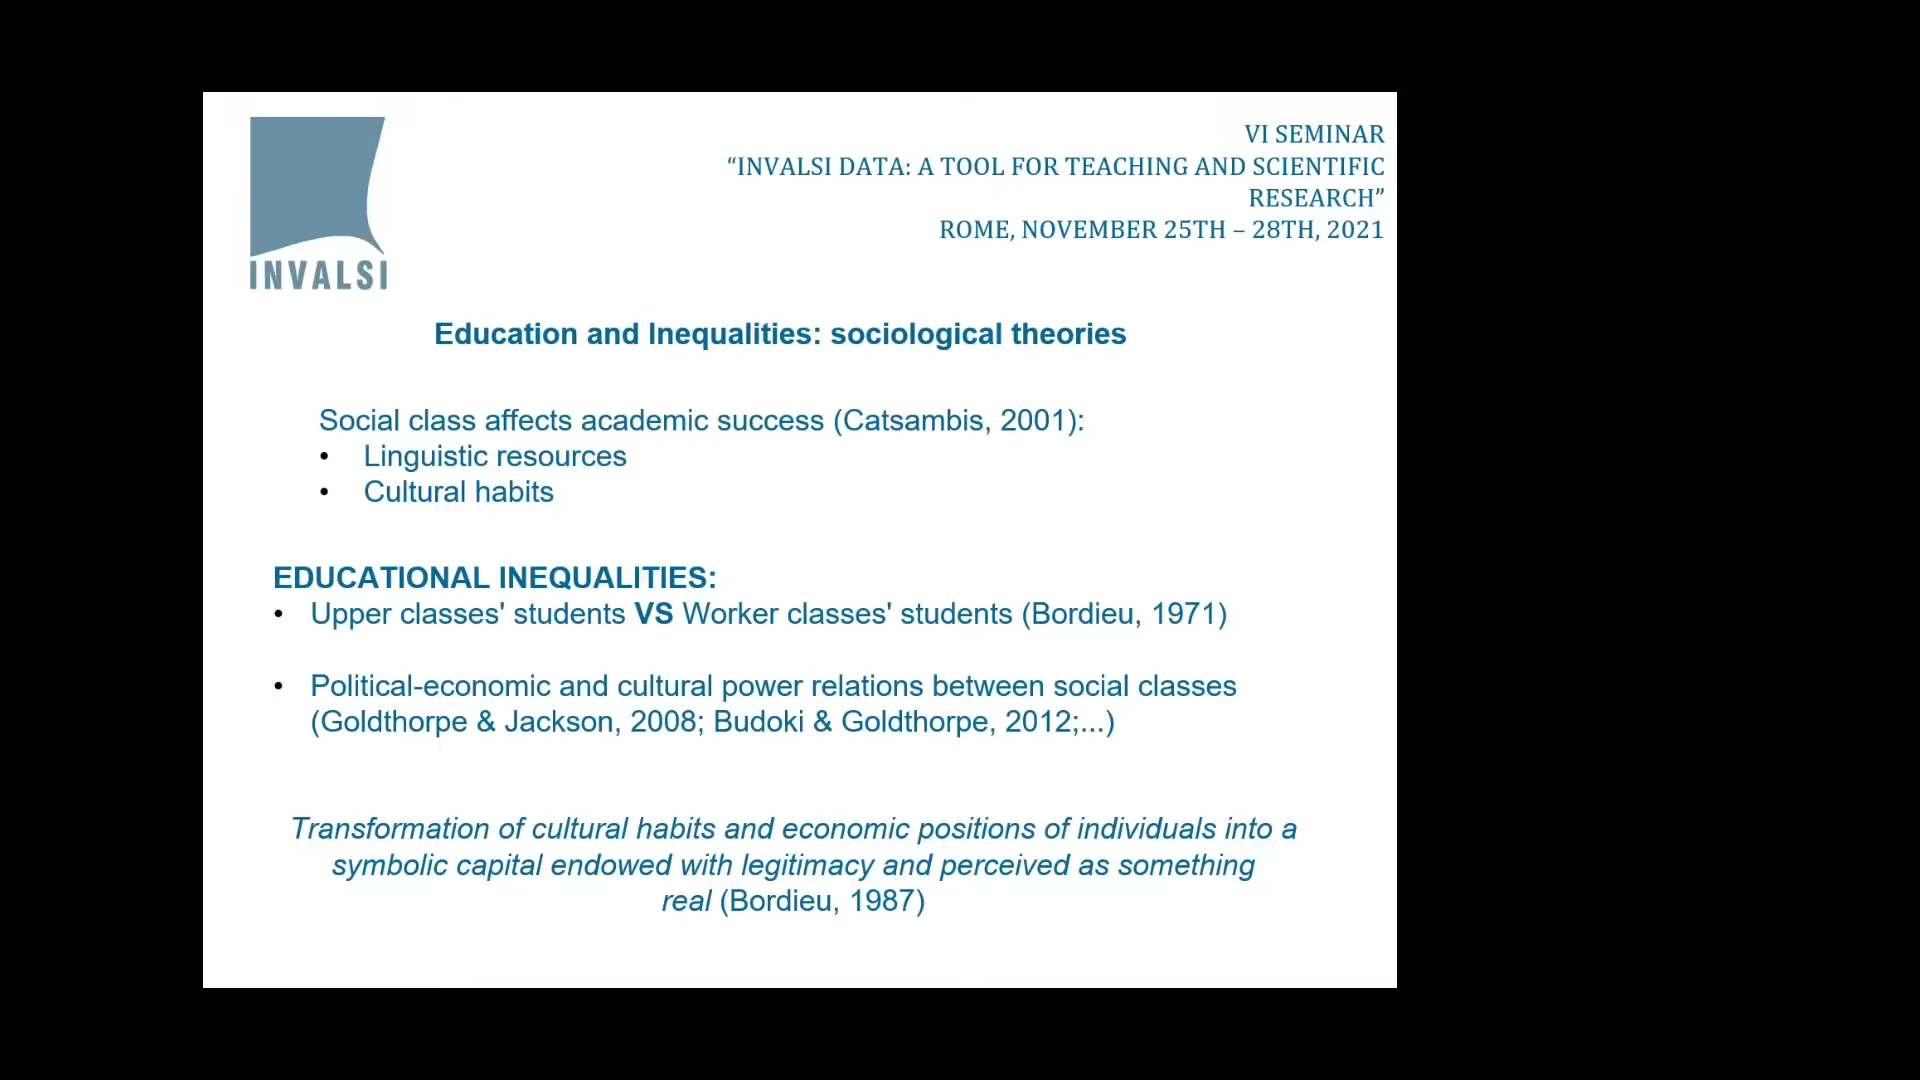 INVALSI
VI SEMINAR
“INVALSI DATA: A TOOL FOR TEACHING AND SCIENTIFIC
RESEARCH”
ROME, NOVEMBER 25TH – 28TH, 2021
Education and Inequalities: sociological theories
Social class affects academic success (Catsambis, 2001):
• Linguistic resources
• Cultural habits
EDUCATIONAL INEQUALITIES:
• Upper classes' students VS Worker classes' students (Bordieu, 1971)
• Political-economic and cultural power relations between social classes
(Goldthorpe & Jackson, 2008; Budoki & Goldthorpe, 2012;...)
Transformation of cultural habits and economic positions of individuals into a
symbolic capital endowed with legitimacy and perceived as something
real (Bordieu, 1987)